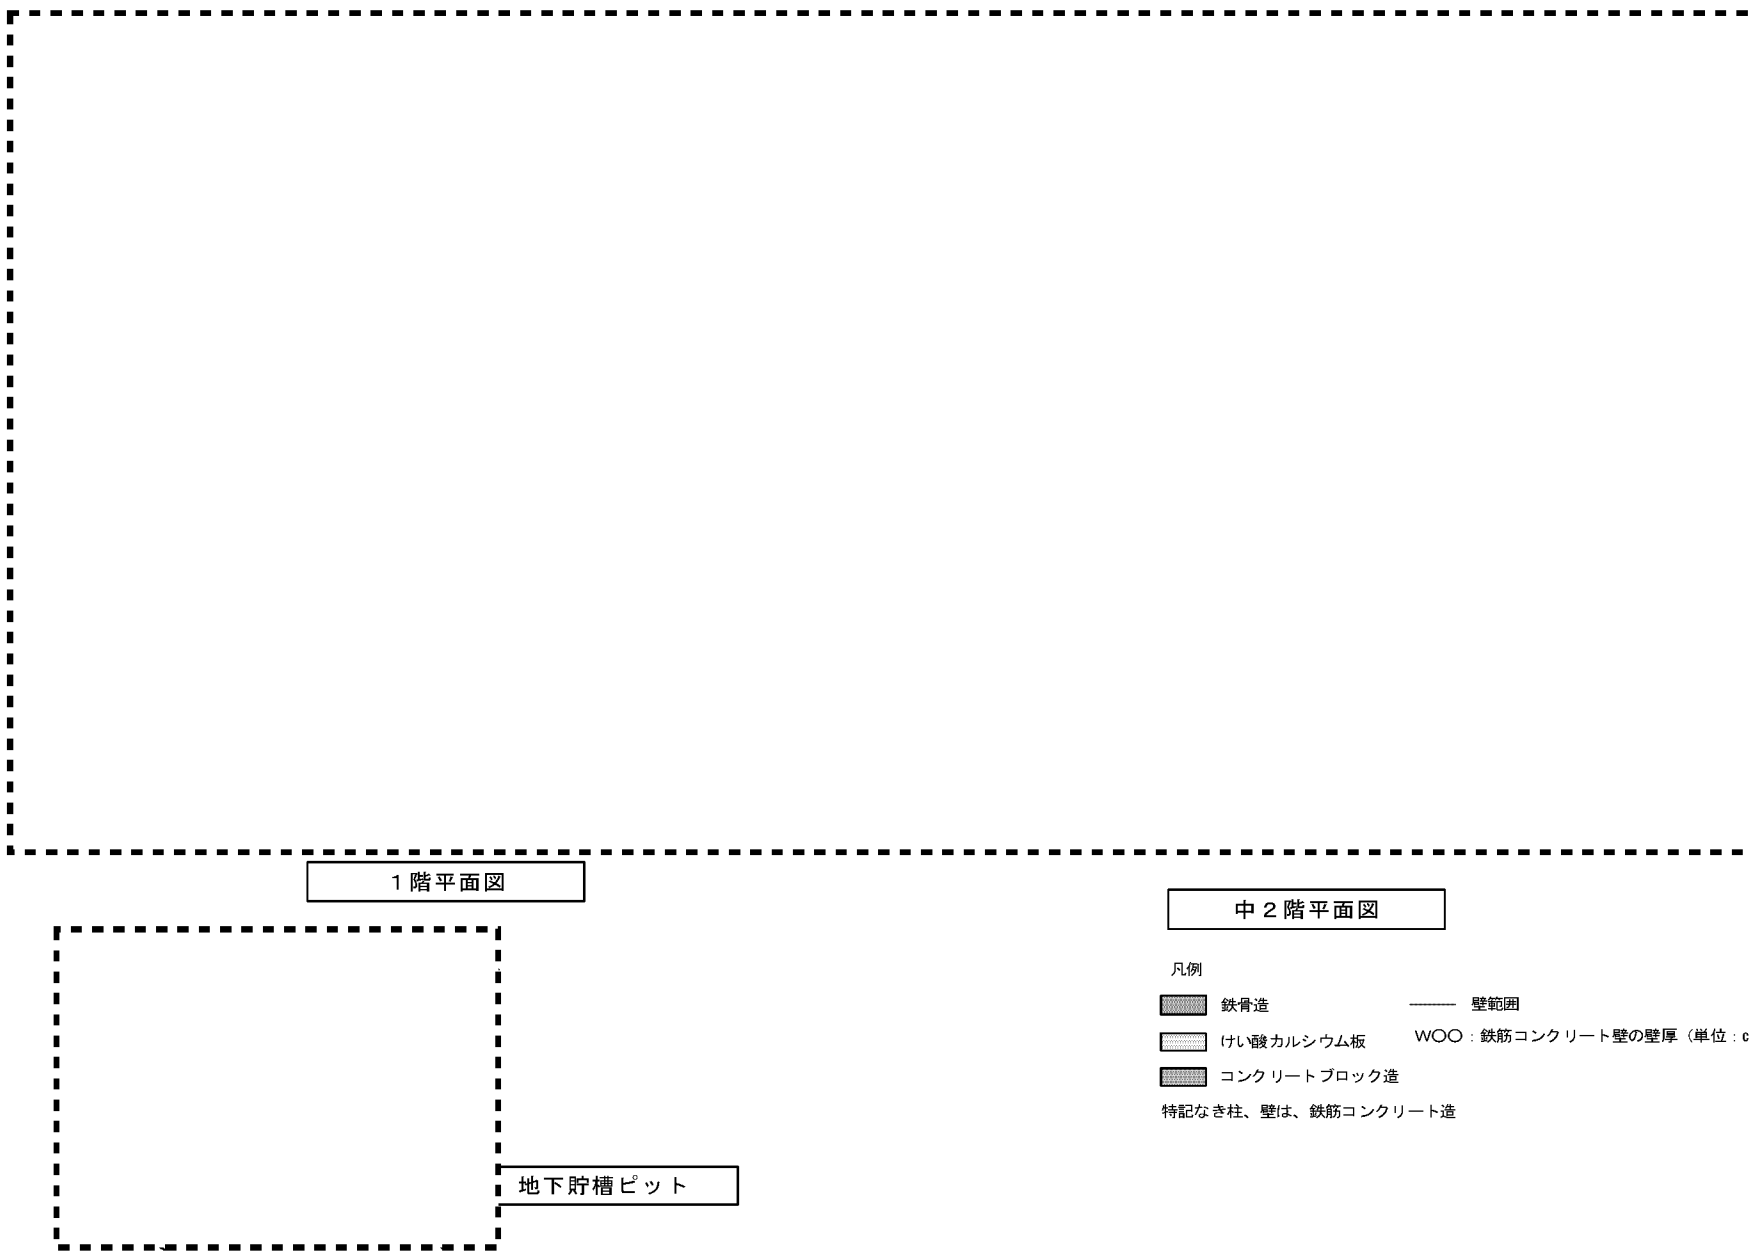 1階平面図
中2階平面図
凡例
鉄骨造
壁範囲
けい酸カルシウム板
W〇〇：鉄筋コンクリート壁の壁厚（単位：c
コンクリートブロック造
特記なき柱、壁は、鉄筋コンクリート造
地下貯槽ピット